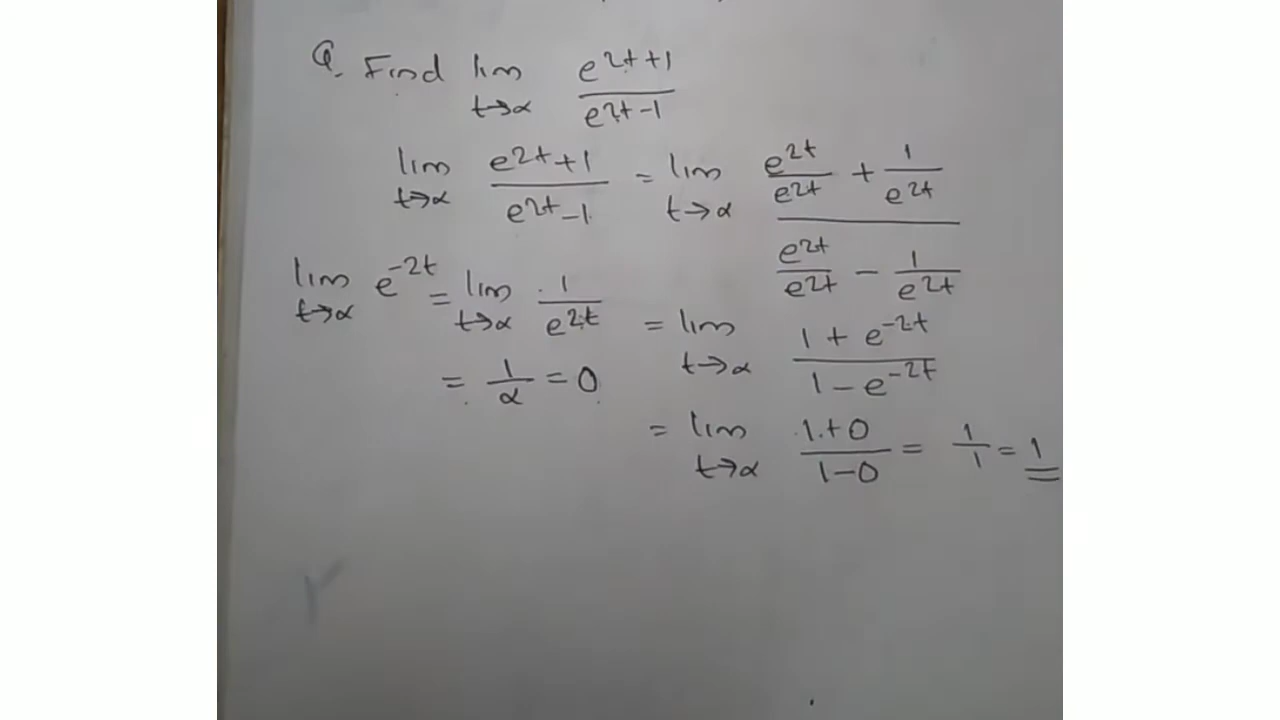 Q. Find lim t→α e^2t+1 / e^2t-1
lim t→α e^2t+1 / e^2t-1 = lim t→α (e^2t/e^2t + 1/e^2t) / (e^2t/e^2t - 1/e^2t)
lim t→α e^-2t = lim t→α 1/e^2t
= 1/α = 0
= lim t→α 1 + e^-2t / 1 - e^-2t
= lim t→α 1+0 / 1-0 = 1/1 = 1